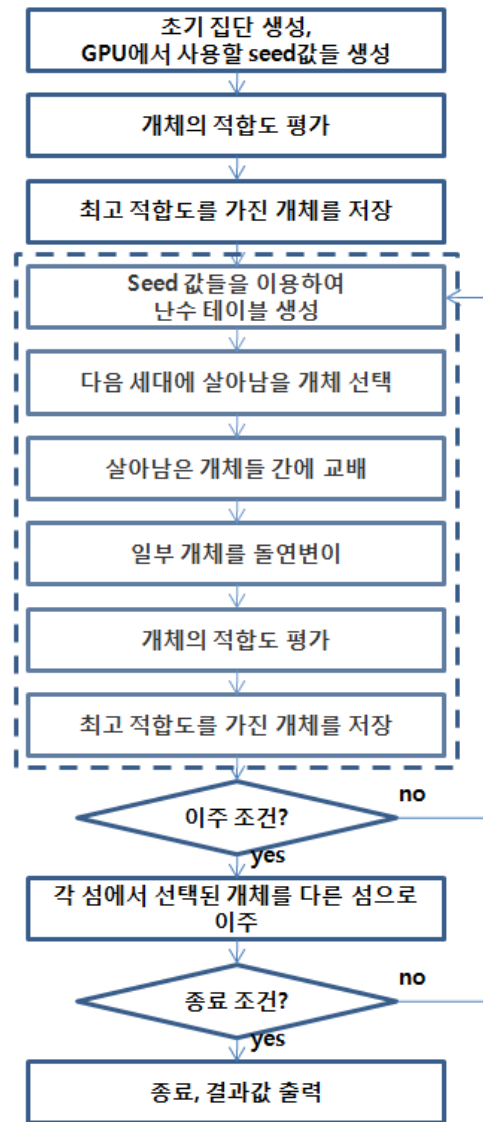 초기 집단 생성,
GPU에서 사용할 seed값들 생성
개체의 적합도 평가
최고 적합도를 가진 개체를 저장
Seed 값들을 이용하여
난수 테이블 생성
다음 세대에 살아남을 개체 선택
살아남은 개체들 간에 교배
일부 개체를 돌연변이
개체의 적합도 평가
최고 적합도를 가진 개체를 저장
이주 조건?
no
yes
각 섬에서 선택된 개체를 다른 섬으로
이주
종료 조건?
no
yes
종료, 결과값 출력